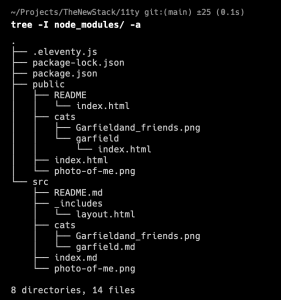 ~/Projects/TheNewStack/11ty git:(main) ±25 (0.1s)
tree -I node_modules/ -a
.
├── .eleventy.js
├── package-lock.json
├── package.json
├── public
│   ├── README
│   │   └── index.html
│   ├── cats
│   │   ├── Garfieldand_friends.png
│   │   └── garfield
│   │       └── index.html
│   ├── index.html
│   └── photo-of-me.png
└── src
    ├── README.md
    ├── _includes
    │   └── layout.html
    ├── cats
    │   ├── Garfieldand_friends.png
    │   └── garfield.md
    ├── index.md
    └── photo-of-me.png
8 directories, 14 files